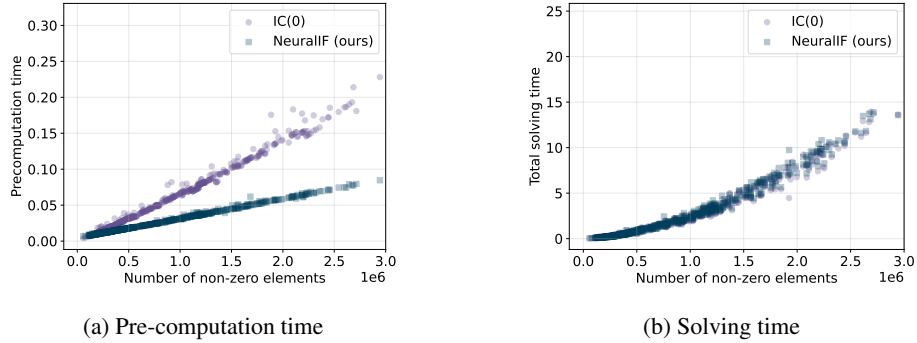 IC(0)
NeuralIF (ours)
0.30
0.25
0.20
0.15
0.10
0.05
0.00
Precomputation time
0.0 0.5 1.0 1.5 2.0 2.5 3.0
Number of non-zero elements 1e6
(a) Pre-computation time
IC(0)
NeuralIF (ours)
25
20
15
10
5
0
Total solving time
0.0 0.5 1.0 1.5 2.0 2.5 3.0
Number of non-zero elements 1e6
(b) Solving time